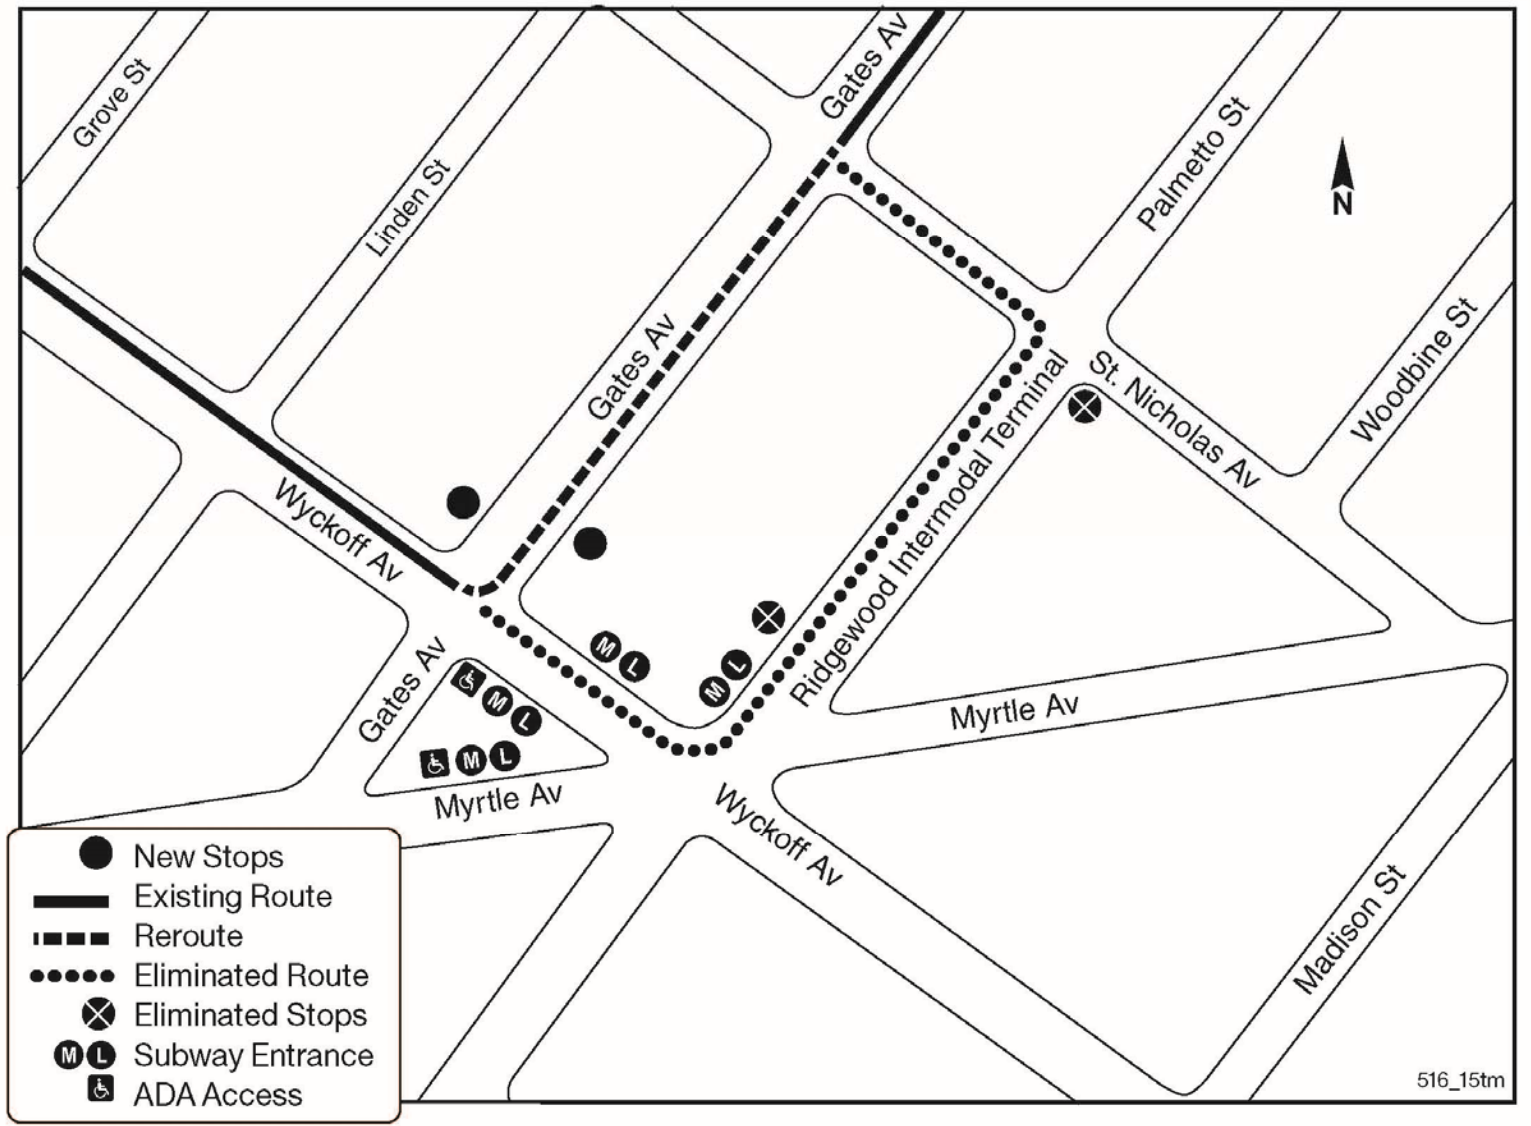 Grove St
Linden St
Gates Av
Palmetto St
N
Gates Av
Woodbine St
St. Nicholas Av
Ridgewood Intermodal Terminal
Wyckoff Av
Gates Av
M L
M L
M L
M L
Myrtle Av
Myrtle Av
Wyckoff Av
Madison St
New Stops
Existing Route
Reroute
Eliminated Route
Eliminated Stops
M L Subway Entrance
ADA Access
516_15tm